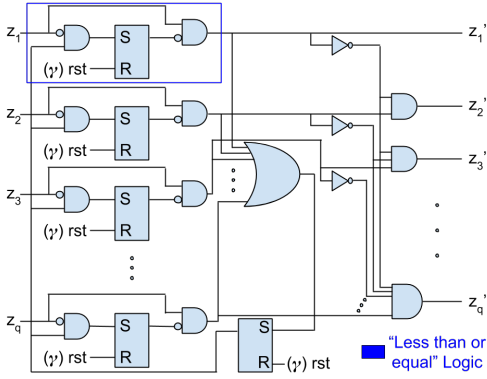 z1 S z1'
(γ) rst R
z2 S z2'
(γ) rst R z3'
z3 S
(γ) rst R
zq S zq'
(γ) rst R
S
R (γ) rst
"Less than or
equal" Logic